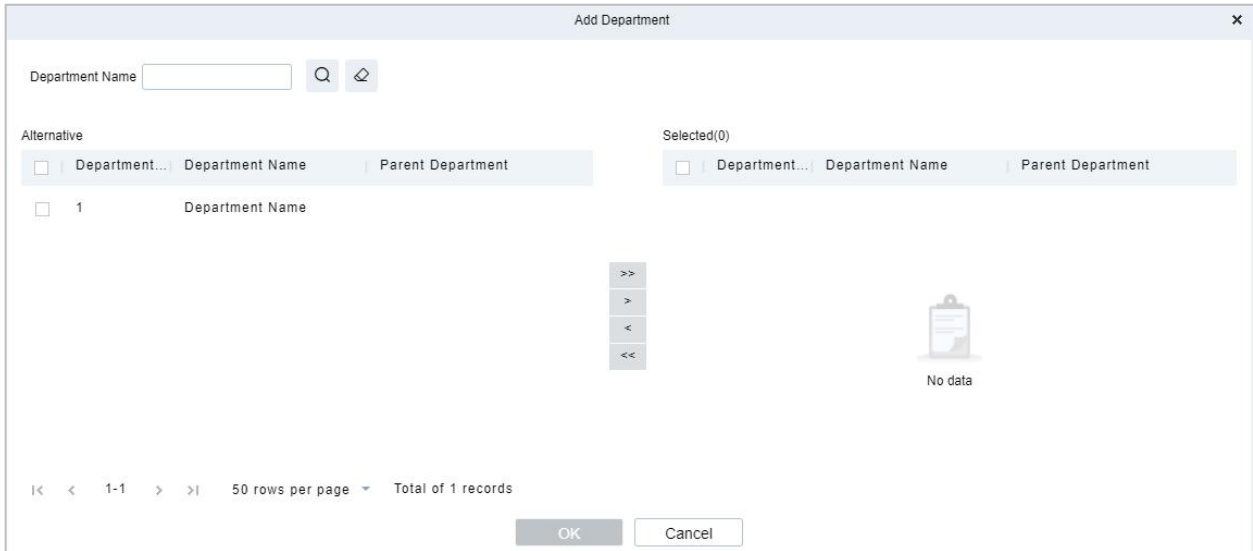 Add Department
Department Name
Alternative
Department... Department Name Parent Department
1 Department Name
>>
>
<
<<
Selected(0)
Department... Department Name Parent Department
No data
1-1 50 rows per page Total of 1 records
OK Cancel